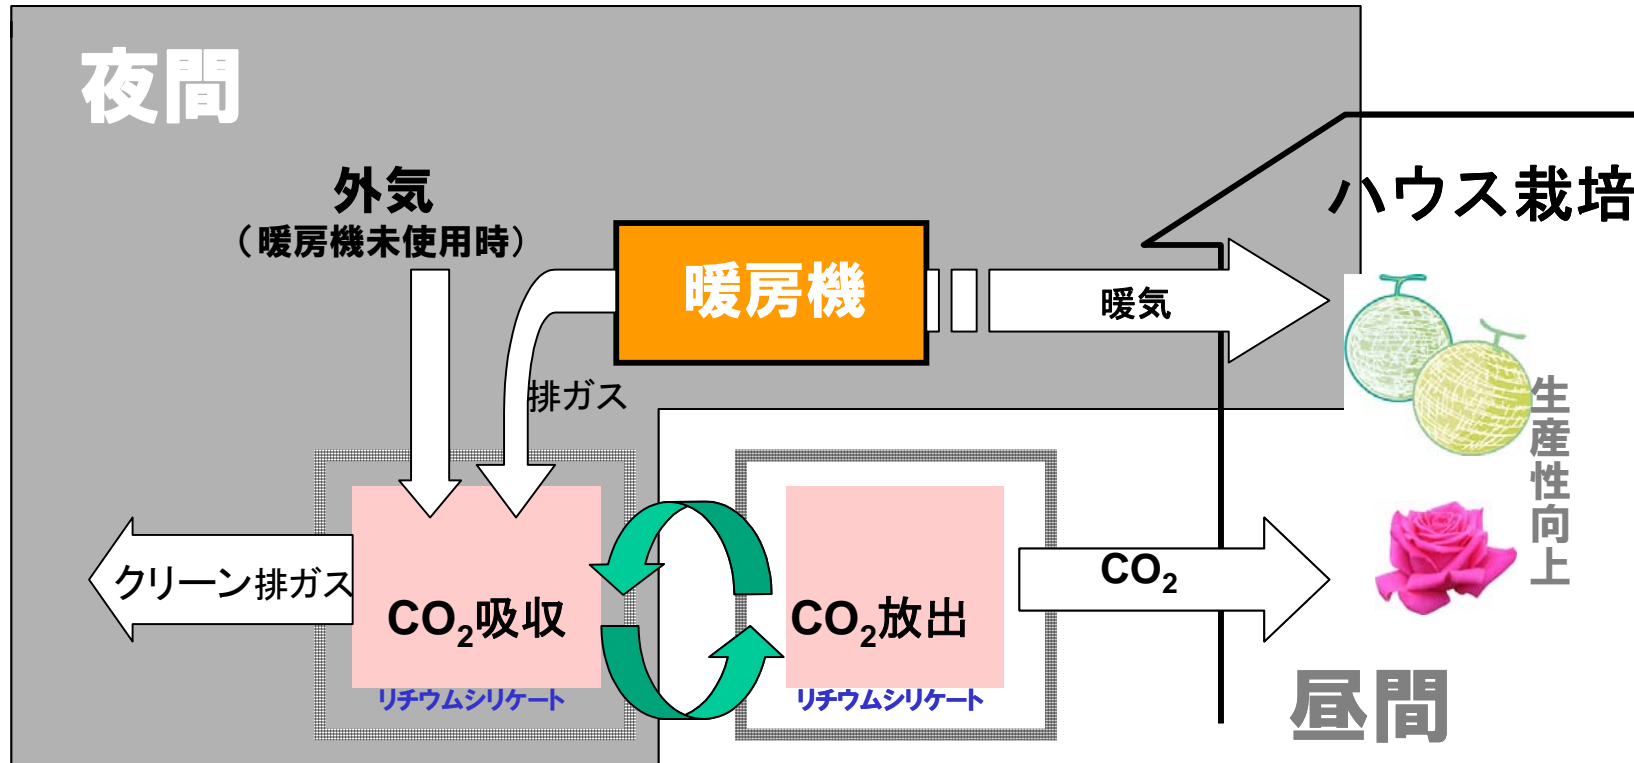 夜間
外気
（暖房機未使用時）
暖房機
ハウス栽培
暖気
排ガス
生産性向上
クリーン排ガス
CO₂吸収
CO₂放出
CO₂
リチウムシリケート
リチウムシリケート
昼間